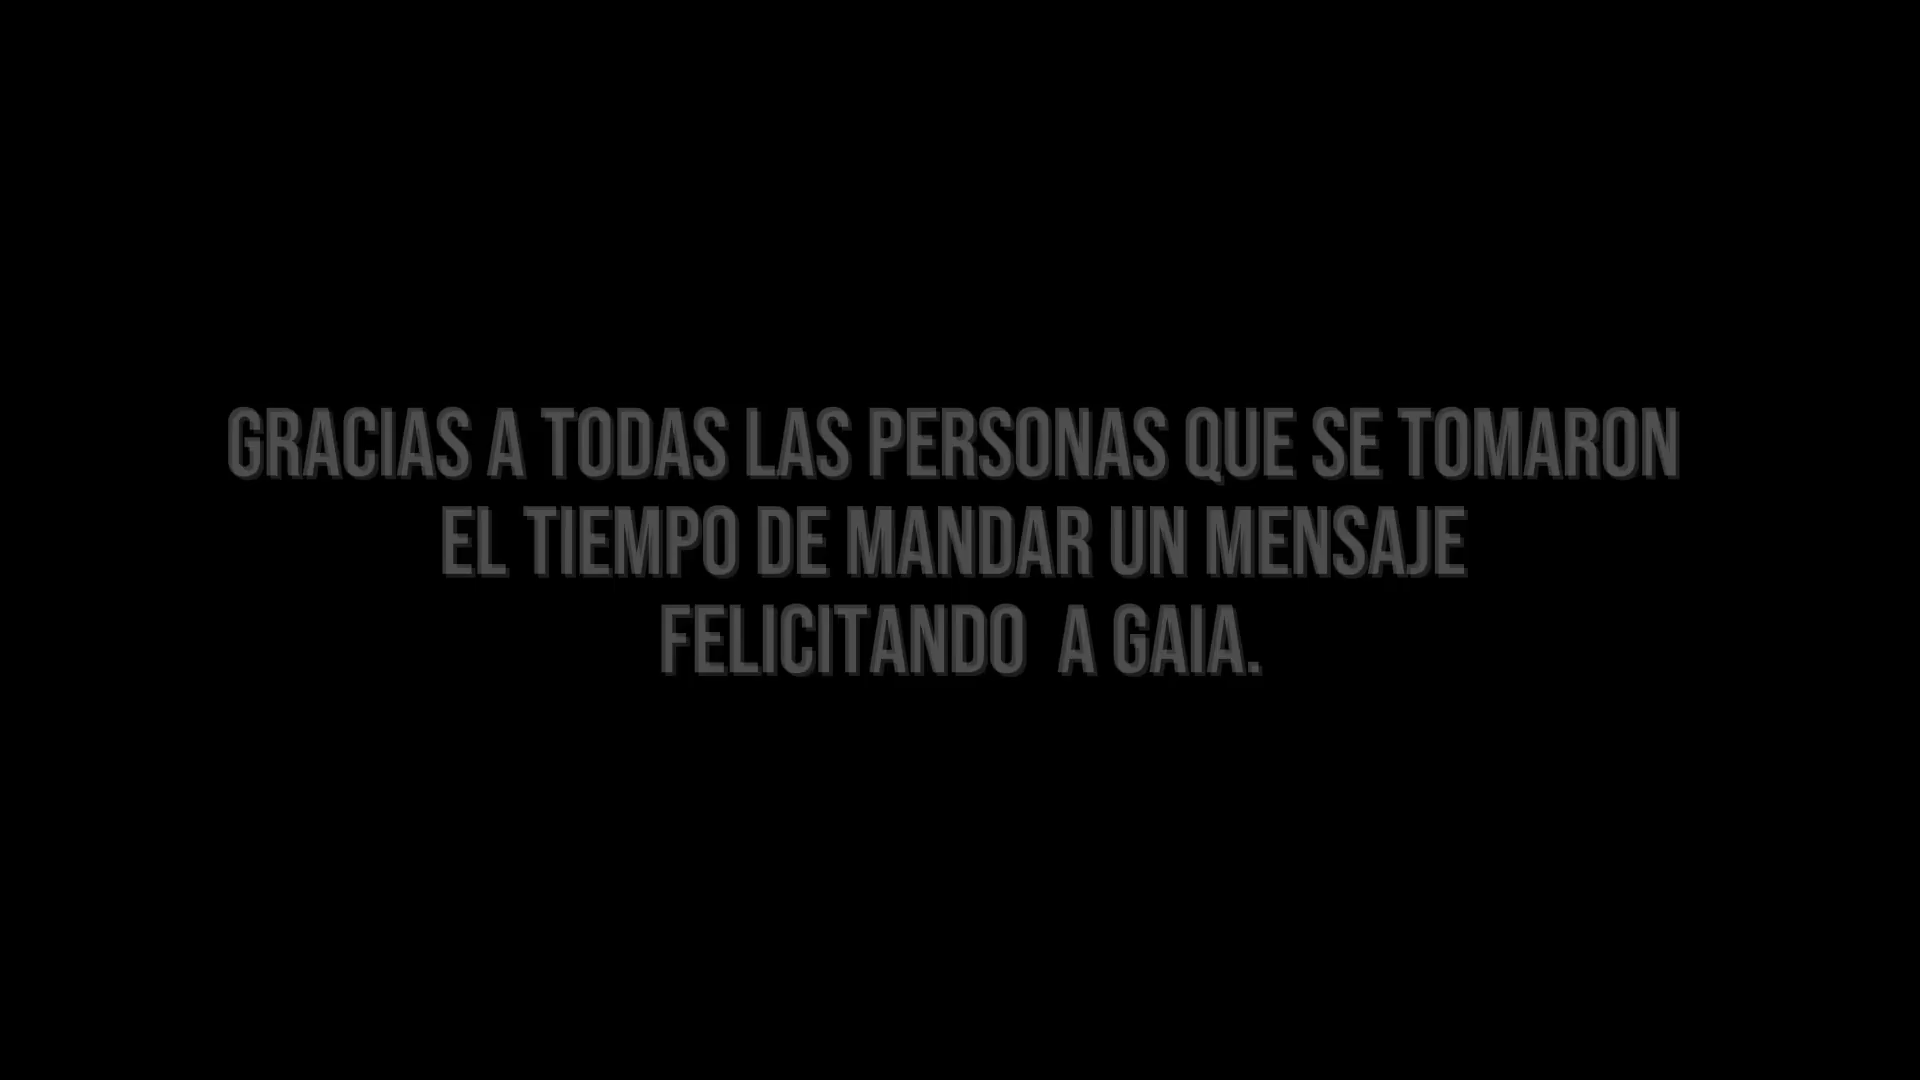 GRACIAS A TODAS LAS PERSONAS QUE SE TOMARON
EL TIEMPO DE MANDAR UN MENSAJE
FELICITANDO  A GAIA.